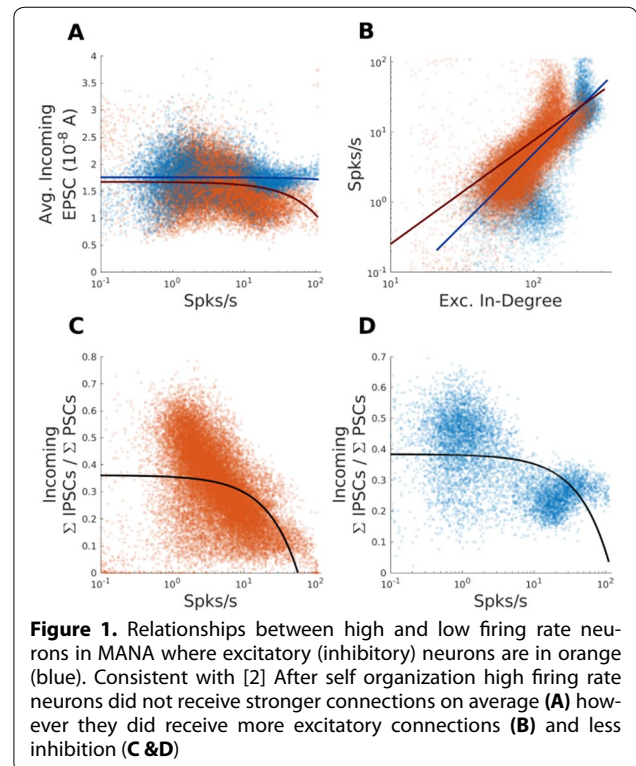 A
B
4
3.5
3
2.5
2
1.5
1
0.5
0
Avg. Incoming
EPSC (10⁻⁸ A)
10⁻¹
10⁰
10¹
10²
Spks/s
10²
10¹
10⁰
10⁻¹
Spks/s
10¹
10²
Exc. In-Degree
C
D
0.8
0.7
0.6
0.5
0.4
0.3
0.2
0.1
0
Incoming
Σ IPSCs / Σ PSCs
10⁻¹
10⁰
10¹
10²
Spks/s
0.7
0.6
0.5
0.4
0.3
0.2
0.1
0
Incoming
Σ IPSCs / Σ PSCs
10⁻¹
10⁰
10¹
10²
Spks/s
Figure 1. Relationships between high and low firing rate neu-
rons in MANA where excitatory (inhibitory) neurons are in orange
(blue). Consistent with [2] After self organization high firing rate
neurons did not receive stronger connections on average (A) how-
ever they did receive more excitatory connections (B) and less
inhibition (C &D)